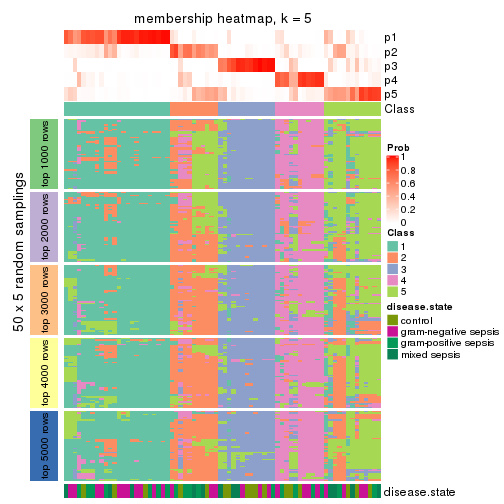 membership heatmap, k = 5
p1
p2
p3
p4
p5
Class
50 x 5 random samplings
top 1000 rows
top 2000 rows
top 3000 rows
top 4000 rows
top 5000 rows
disease.state
Prob
1
0.8
0.6
0.4
0.2
0
Class
1
2
3
4
5
disease.state
control
gram-negative sepsis
gram-positive sepsis
mixed sepsis